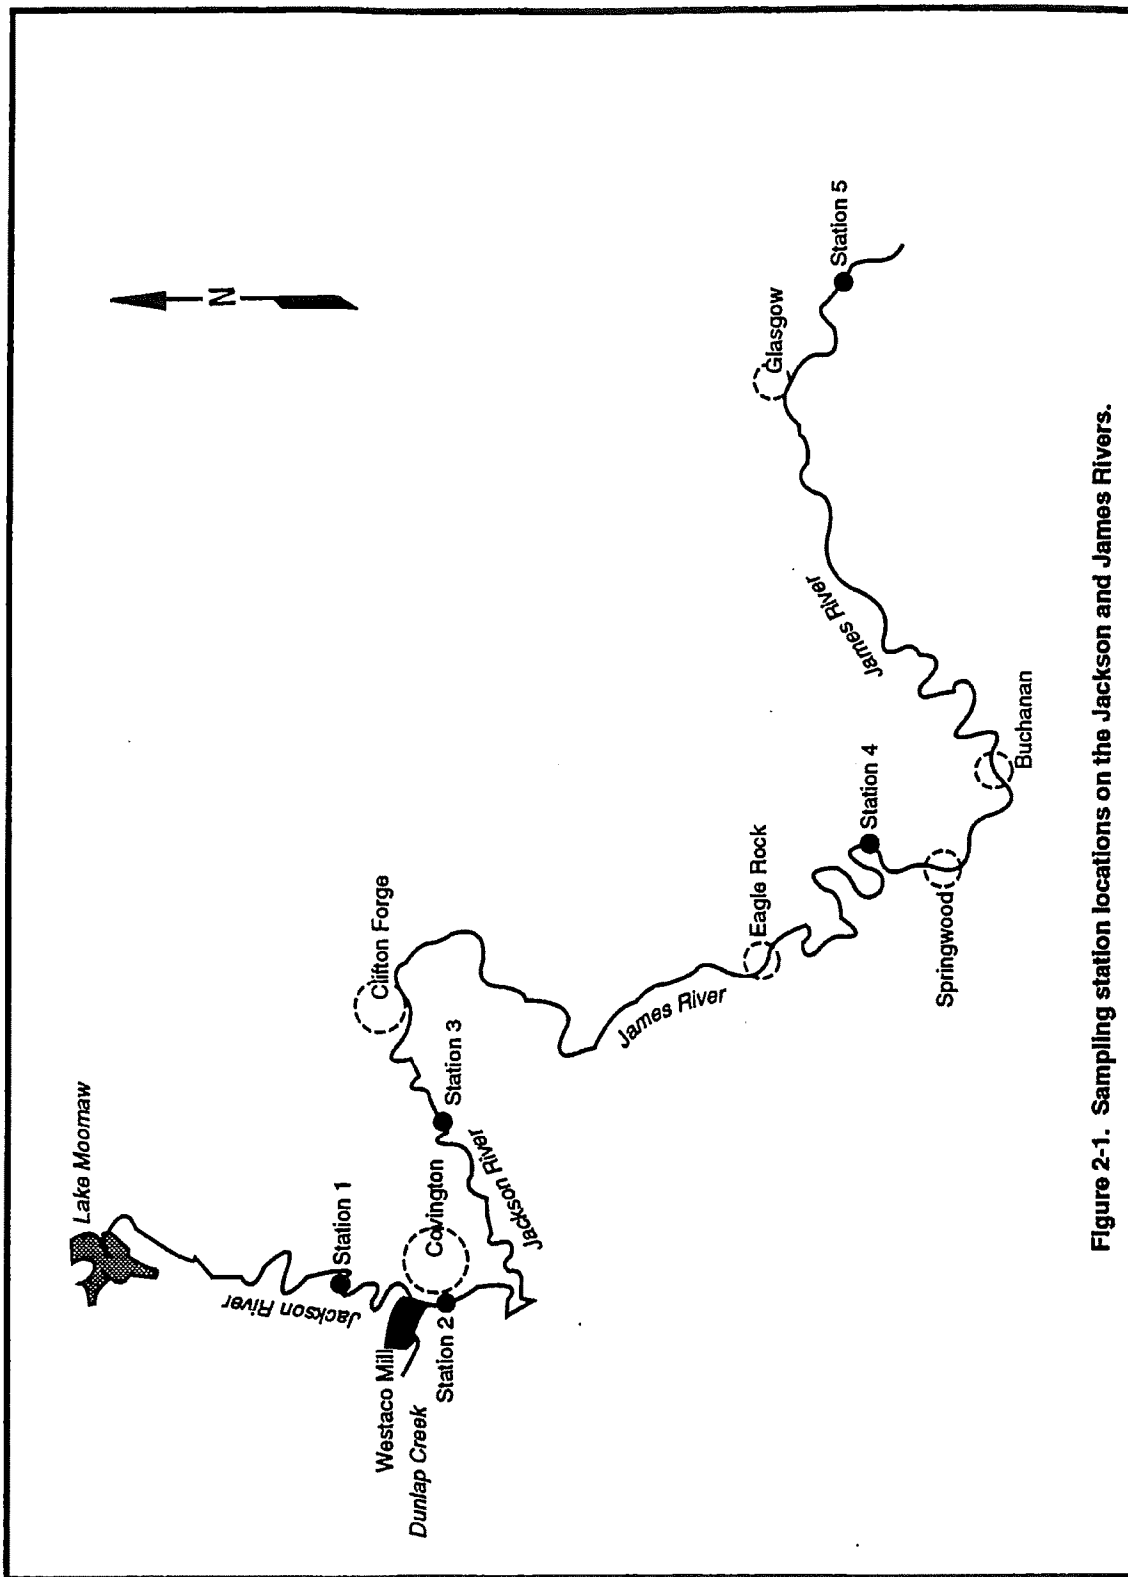 Lake Moomaw
Jackson River
Station 1
Westaco Mill
Dunlap Creek
Station 2
Covington
Jackson River
Station 3
Clifton Forge
James River
Eagle Rock
Station 4
Springwood
Buchanan
James River
Glasgow
Station 5
N
Figure 2-1. Sampling station locations on the Jackson and James Rivers.